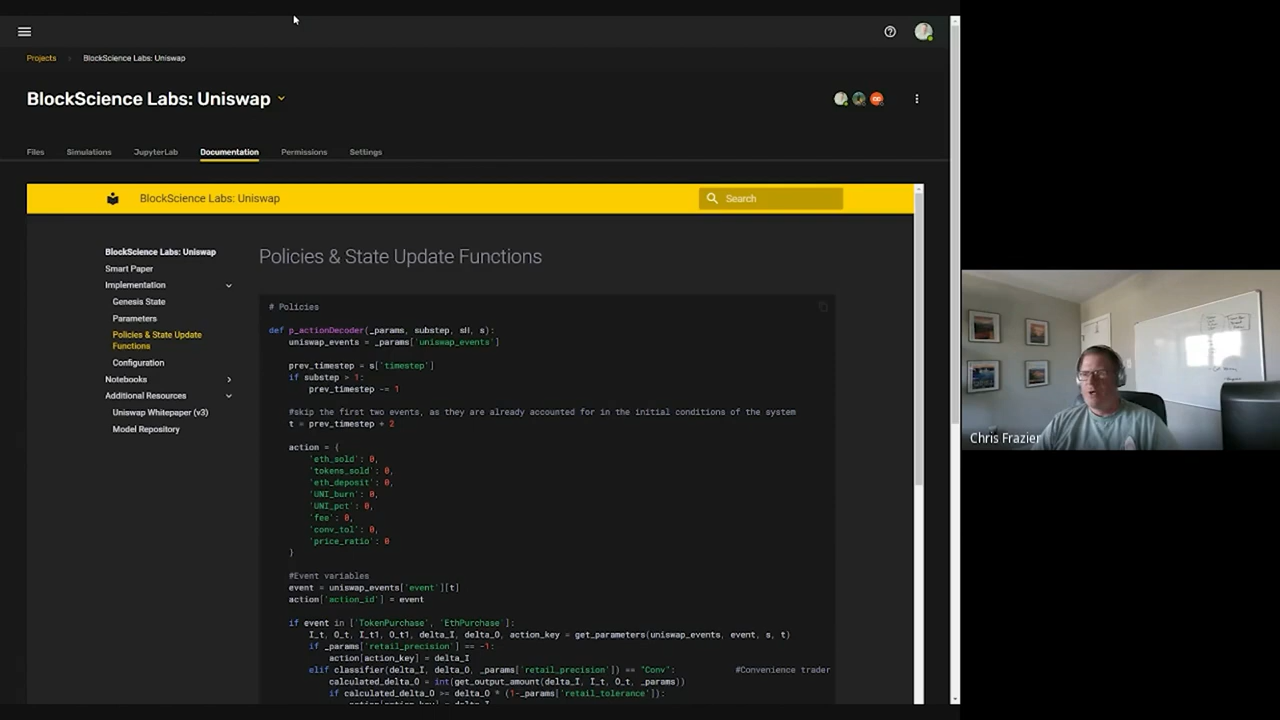 Projects
BlockScience Labs: Uniswap
BlockScience Labs: Uniswap
Files
Simulations
JupyterLab
Documentation
Permissions
Settings
BlockScience Labs: Uniswap
Search
BlockScience Labs: Uniswap
Smart Paper
Implementation
Genesis State
Parameters
Policies & State Update
Functions
Configuration
Notebooks
Additional Resources
Uniswap Whitepaper (v3)
Model Repository
Policies & State Update Functions
# Policies
def p_actionDecoder(_params, substep, sH, s):
uniswap_events = _params['uniswap_events']
prev_timestep = s['timestep']
if substep > 1:
prev_timestep -= 1
#skip the first two events, as they are already accounted for in the initial conditions of the system
t = prev_timestep + 2
action = {
'eth_sold': 0,
'tokens_sold': 0,
'eth_deposit': 0,
'UNI_burn': 0,
'UNI_pct': 0,
'fee': 0,
'conv_tol': 0,
'price_ratio': 0
}
#Event variables
event = uniswap_events['event'][t]
action['action_id'] = event
if event in ['TokenPurchase', 'EthPurchase']:
I_t, O_t, I_t1, O_t1, delta_I, delta_O, action_key = get_parameters(uniswap_events, event, s, t)
if _params['retail_precision'] == -1:
action[action_key] = delta_I
elif classifier(delta_I, delta_O, _params['retail_precision']) == "Conv": #Convenience trader
calculated_delta_O = int(get_output_amount(delta_I, I_t, O_t, _params))
if calculated_delta_O >= delta_O * (1-_params['retail_tolerance']):
Chris Frazier